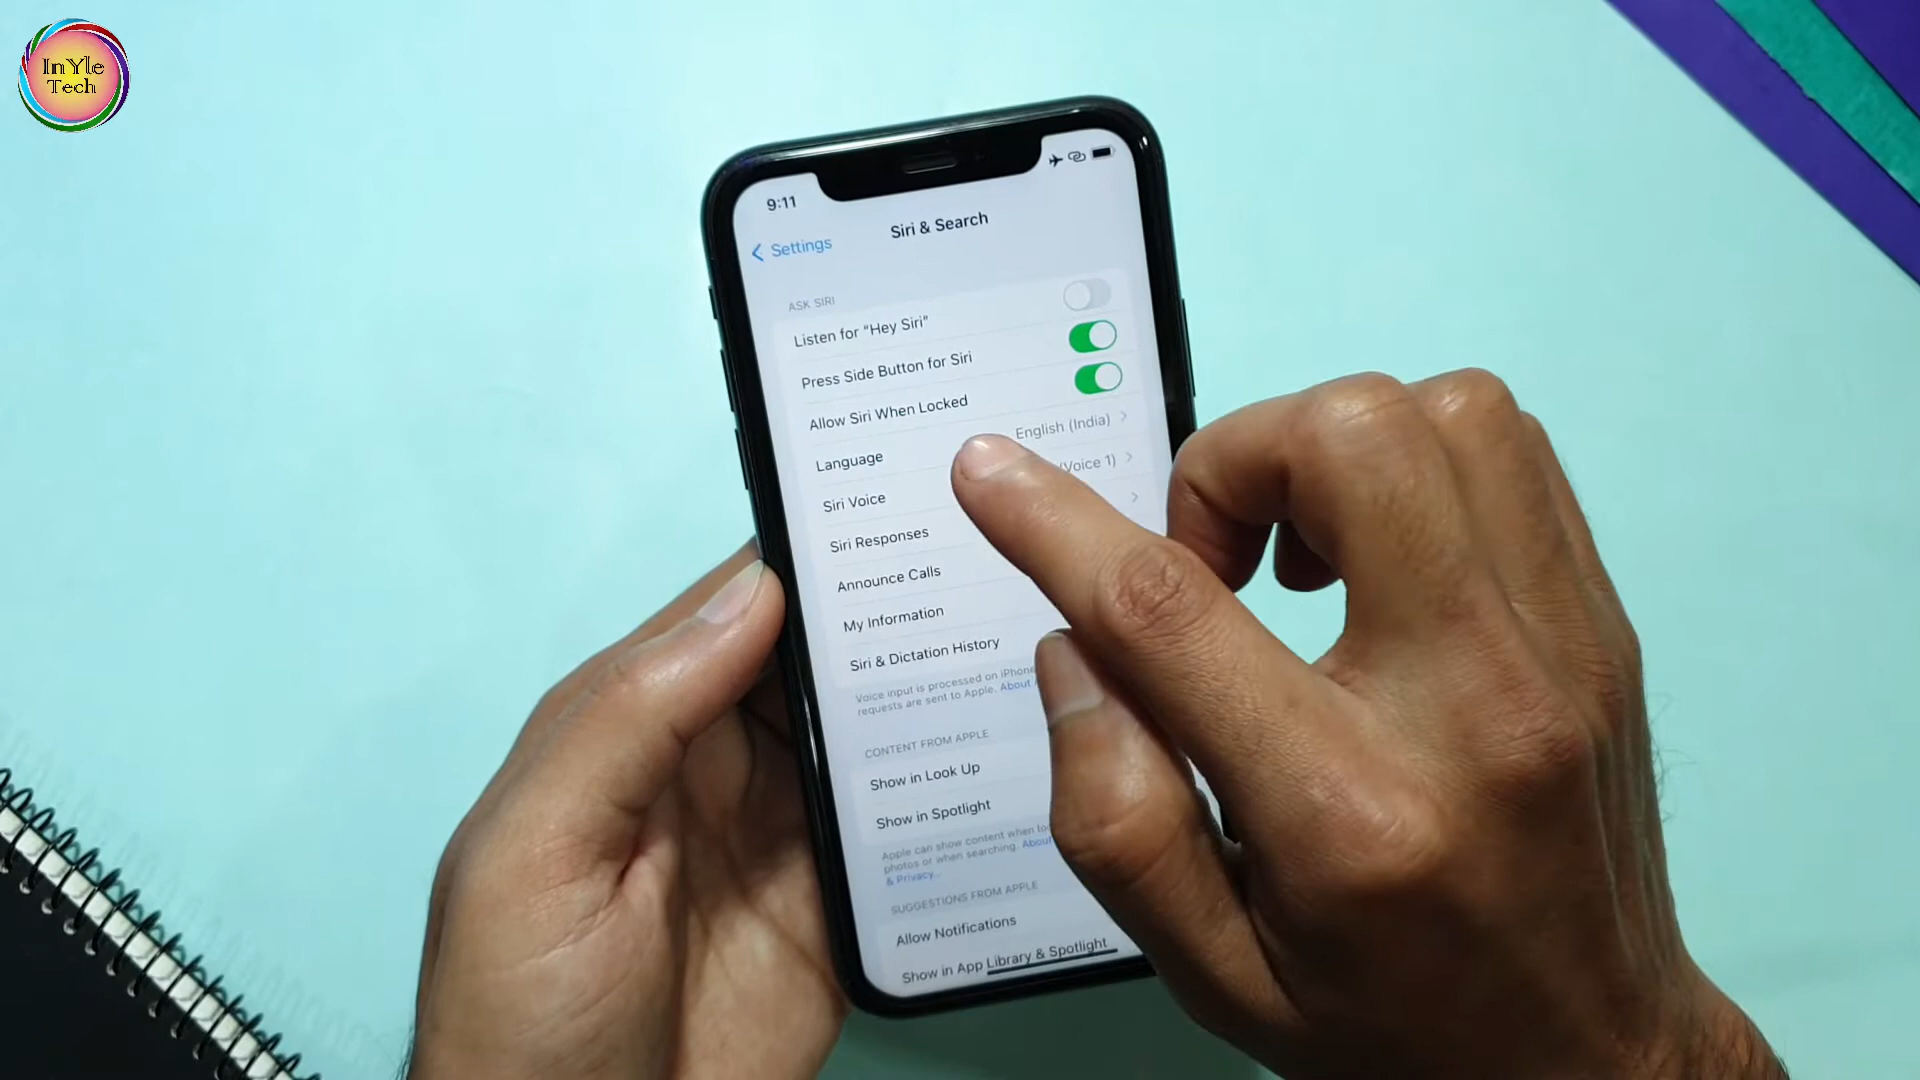 InYle
Tech
9:11
Settings
Siri & Search
ASK SIRI
Listen for "Hey Siri"
Press Side Button for Siri
Allow Siri When Locked
Language English (India)
Siri Voice (Voice 1)
Siri Responses
Announce Calls
My Information
Siri & Dictation History
Voice input is processed on iPhone
requests are sent to Apple. About
CONTENT FROM APPLE
Show in Look Up
Show in Spotlight
Apple can show content when
photos or when searching. About
& Privacy...
SUGGESTIONS FROM APPLE
Allow Notifications
Show in App Library & Spotlight